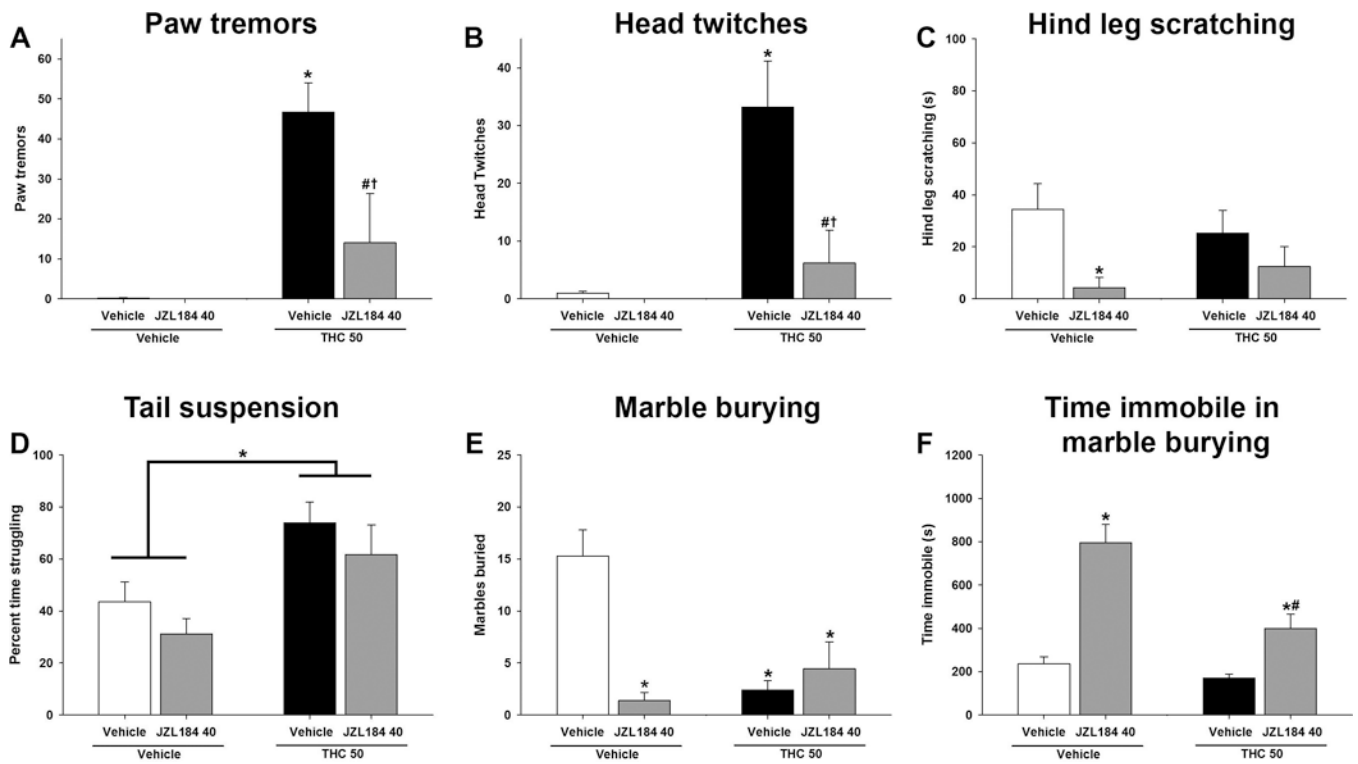 A
Paw tremors
Paw tremors
60
50
40
30
20
10
0
*
#†
Vehicle JZL184 40 Vehicle JZL184 40
Vehicle THC 50
B
Head twitches
Head Twitches
40
30
20
10
0
*
#†
Vehicle JZL184 40 Vehicle JZL184 40
Vehicle THC 50
C
Hind leg scratching
Hind leg scratching (s)
100
80
60
40
20
0
*
Vehicle JZL184 40 Vehicle JZL184 40
Vehicle THC 50
D
Tail suspension
Percent time struggling
100
80
60
40
20
0
*
Vehicle JZL184 40 Vehicle JZL184 40
Vehicle THC 50
E
Marble burying
Marbles buried
25
20
15
10
5
0
*
*
*
Vehicle JZL184 40 Vehicle JZL184 40
Vehicle THC 50
F
Time immobile in
marble burying
Time immobile (s)
1200
1000
800
600
400
200
0
*
*#
Vehicle JZL184 40 Vehicle JZL184 40
Vehicle THC 50